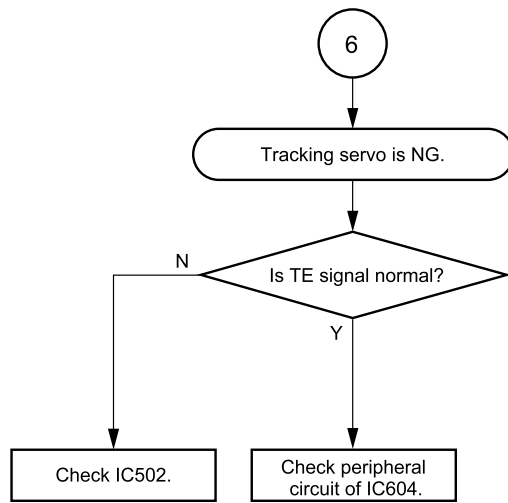 6
Tracking servo is NG.
Is TE signal normal?
N
Y
Check IC502.
Check peripheral
circuit of IC604.